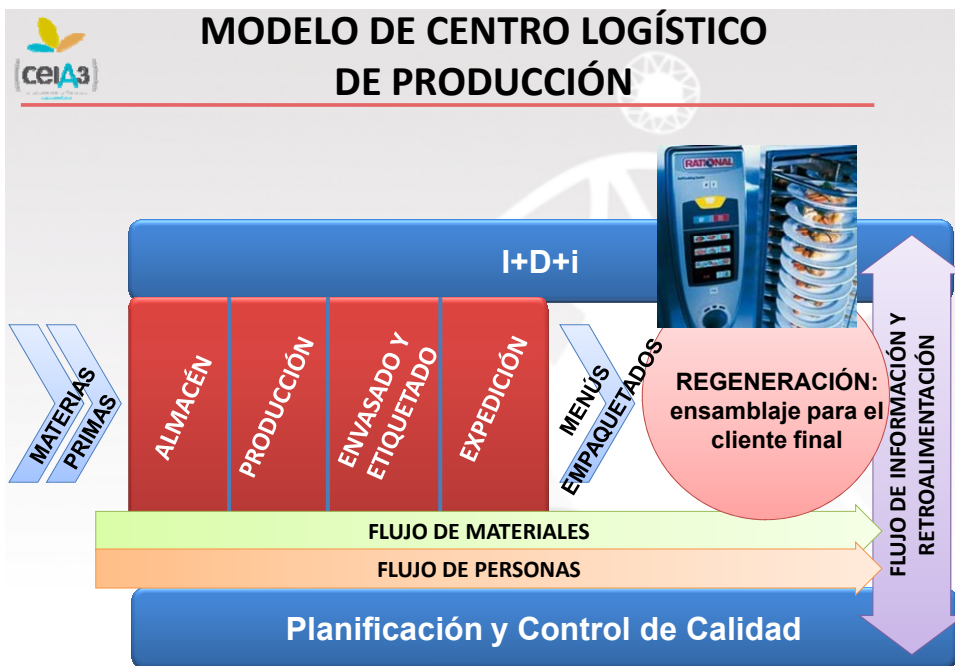 MODELO DE CENTRO LOGÍSTICO
DE PRODUCCIÓN
ceiA3
RATIONAL
I+D+i
MATERIAS
PRIMAS
ALMACÉN
PRODUCCIÓN
ENVASADO Y
ETIQUETADO
EXPEDICIÓN
MENÚS
EMPAQUETADOS
REGENERACIÓN:
ensamblaje para el
cliente final
FLUJO DE INFORMACIÓN Y
RETROALIMENTACIÓN
FLUJO DE MATERIALES
FLUJO DE PERSONAS
Planificación y Control de Calidad